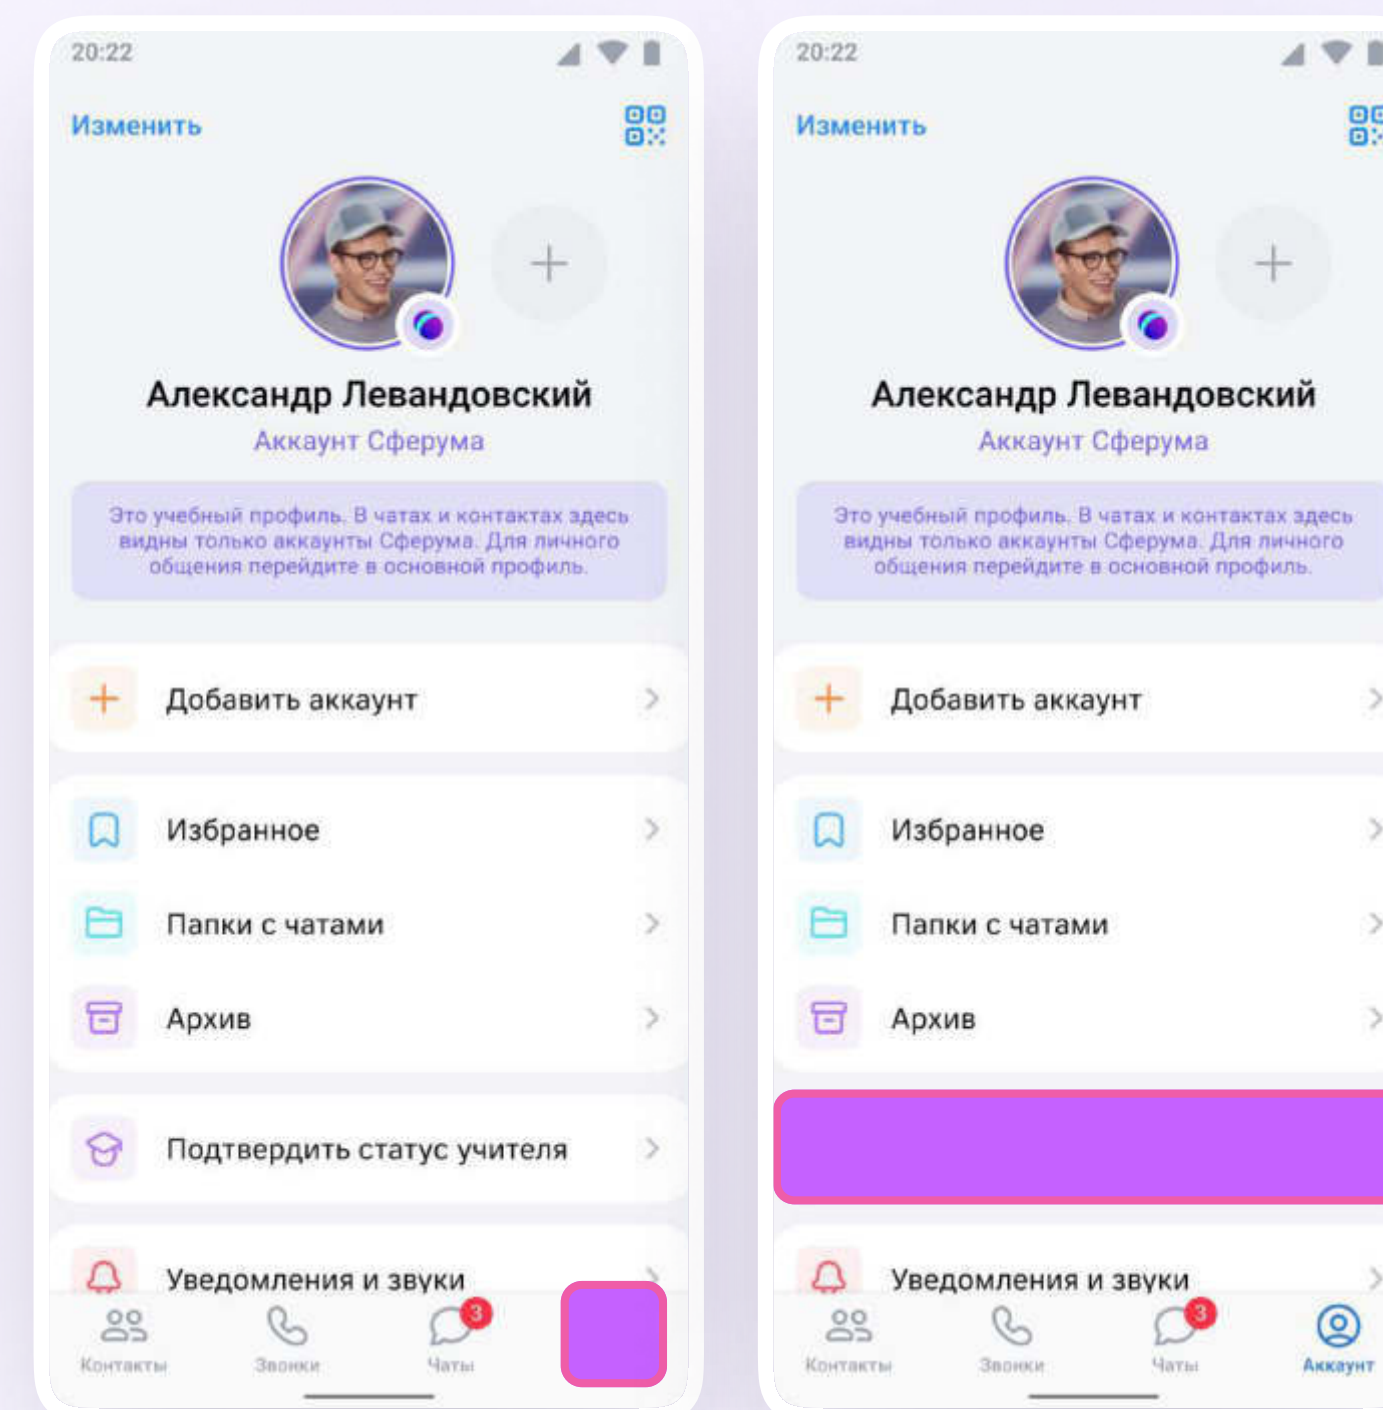 20:22
Изменить
Александр Левандовский
Аккаунт Сферума
Это учебный профиль. В чатах и контактах здесь
видны только аккаунты Сферума. Для личного
общения перейдите в основной профиль.
Добавить аккаунт
Избранное
Папки с чатами
Архив
Подтвердить статус учителя
Уведомления и звуки
3
Контакты
Звонки
Чаты
20:22
Изменить
Александр Левандовский
Аккаунт Сферума
Это учебный профиль. В чатах и контактах здесь
видны только аккаунты Сферума. Для личного
общения перейдите в основной профиль.
Добавить аккаунт
Избранное
Папки с чатами
Архив
Уведомления и звуки
3
Контакты
Звонки
Чаты
Аккаунт